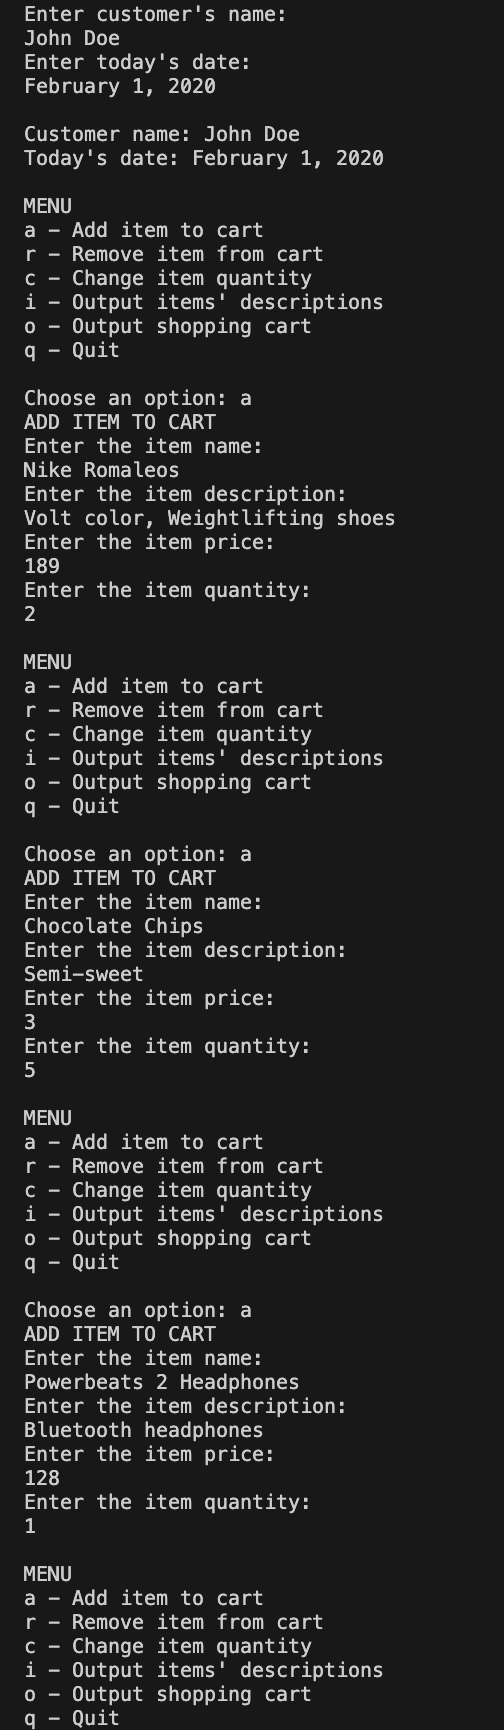 Enter customer's name:
John Doe
Enter today's date:
February 1, 2020

Customer name: John Doe
Today's date: February 1, 2020

MENU
a - Add item to cart
r - Remove item from cart
c - Change item quantity
i - Output items' descriptions
o - Output shopping cart
q - Quit

Choose an option: a
ADD ITEM TO CART
Enter the item name:
Nike Romaleos
Enter the item description:
Volt color, Weightlifting shoes
Enter the item price:
189
Enter the item quantity:
2

MENU
a - Add item to cart
r - Remove item from cart
c - Change item quantity
i - Output items' descriptions
o - Output shopping cart
q - Quit

Choose an option: a
ADD ITEM TO CART
Enter the item name:
Chocolate Chips
Enter the item description:
Semi-sweet
Enter the item price:
3
Enter the item quantity:
5

MENU
a - Add item to cart
r - Remove item from cart
c - Change item quantity
i - Output items' descriptions
o - Output shopping cart
q - Quit

Choose an option: a
ADD ITEM TO CART
Enter the item name:
Powerbeats 2 Headphones
Enter the item description:
Bluetooth headphones
Enter the item price:
128
Enter the item quantity:
1

MENU
a - Add item to cart
r - Remove item from cart
c - Change item quantity
i - Output items' descriptions
o - Output shopping cart
q - Quit